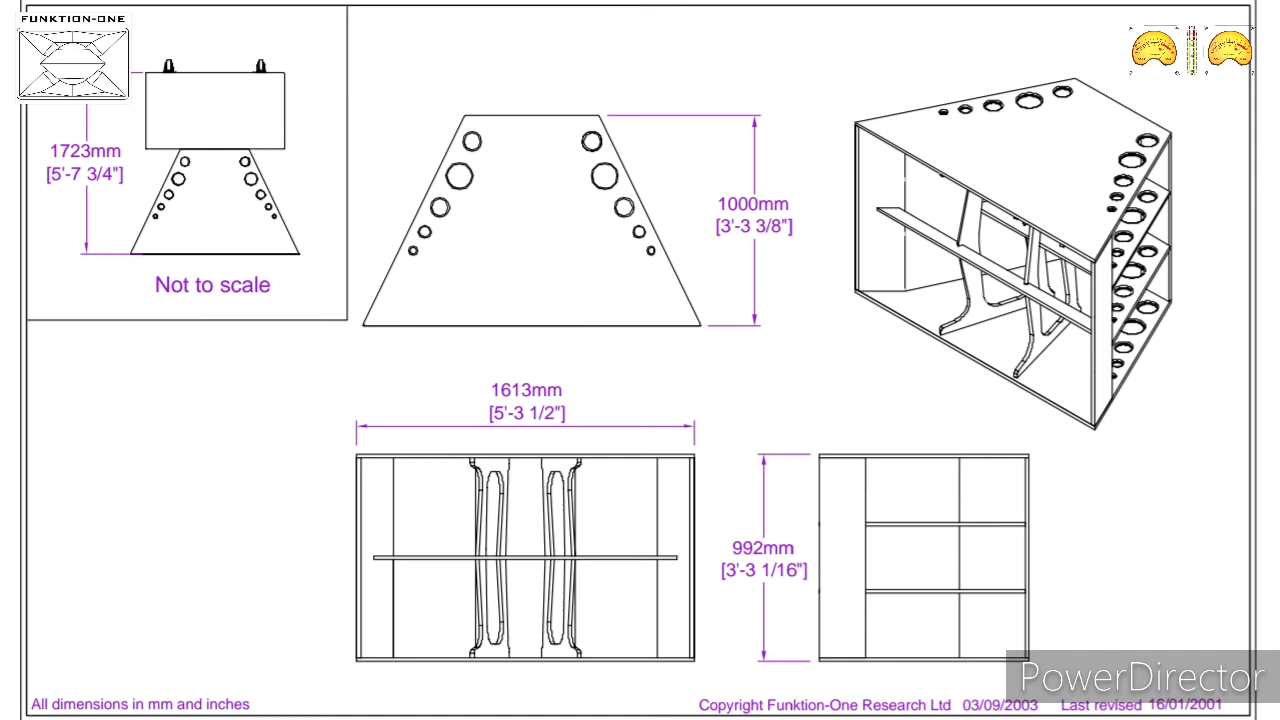 FUNKTION-ONE
1723mm
[5'-7 3/4"]
Not to scale
1000mm
[3'-3 3/8"]
1613mm
[5'-3 1/2"]
992mm
[3'-3 1/16"]
PowerDirector
All dimensions in mm and inches
Copyright Funktion-One Research Ltd 03/09/2003 Last revised 16/01/2001